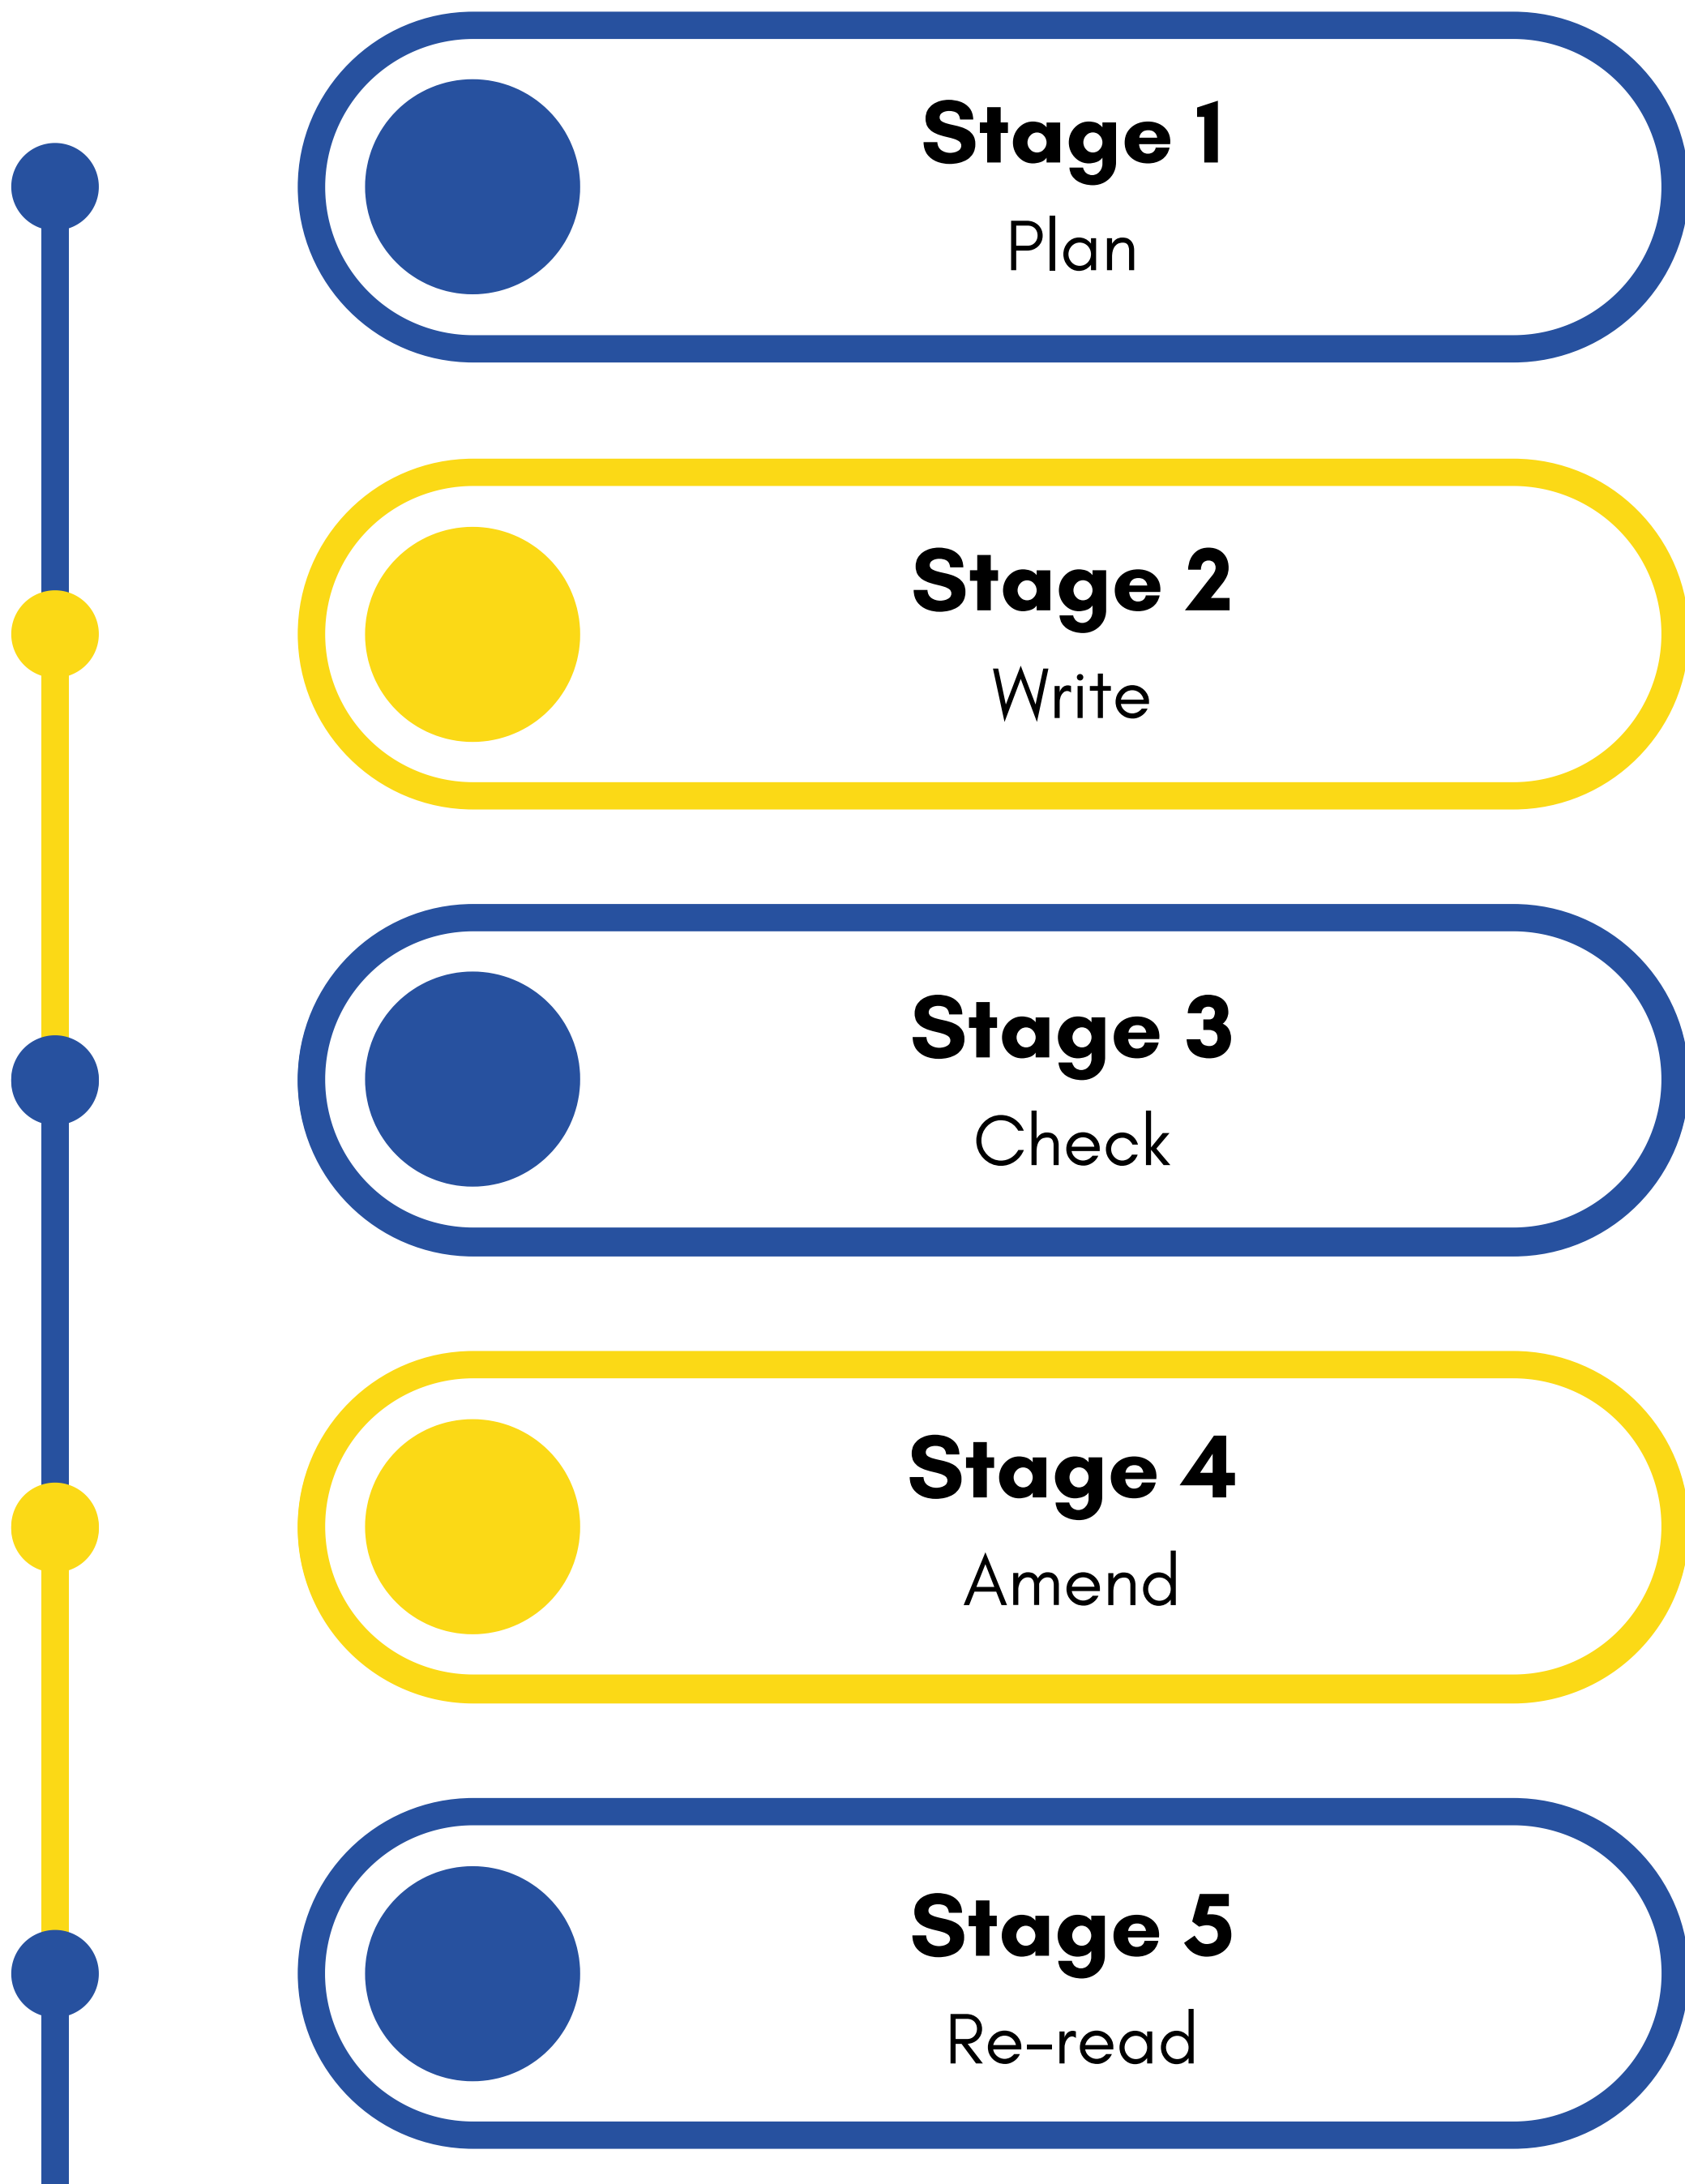 Stage 1
Plan
Stage 2
Write
Stage 3
Check
Stage 4
Amend
Stage 5
Re-read